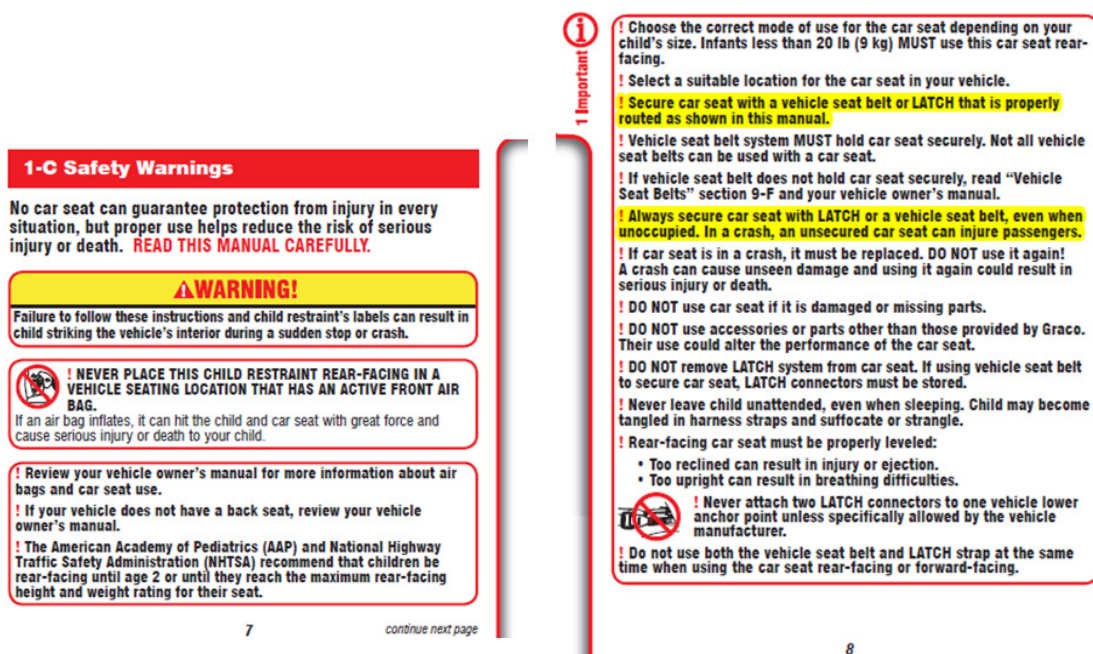 1-C Safety Warnings
No car seat can guarantee protection from injury in every
situation, but proper use helps reduce the risk of serious
injury or death. READ THIS MANUAL CAREFULLY.
WARNING!
Failure to follow these instructions and child restraint's labels can result in
child striking the vehicle's interior during a sudden stop or crash.
! NEVER PLACE THIS CHILD RESTRAINT REAR-FACING IN A
VEHICLE SEATING LOCATION THAT HAS AN ACTIVE FRONT AIR
BAG.
If an air bag inflates, it can hit the child and car seat with great force and
cause serious injury or death to your child.
! Review your vehicle owner's manual for more information about air
bags and car seat use.
! If your vehicle does not have a back seat, review your vehicle
owner's manual.
! The American Academy of Pediatrics (AAP) and National Highway
Traffic Safety Administration (NHTSA) recommend that children be
rear-facing until age 2 or until they reach the maximum rear-facing
height and weight rating for their seat.
7
continue next page
1 Important
! Choose the correct mode of use for the car seat depending on your
child's size. Infants less than 20 lb (9 kg) MUST use this car seat rear-
facing.
! Select a suitable location for the car seat in your vehicle.
! Secure car seat with a vehicle seat belt or LATCH that is properly
routed as shown in this manual.
! Vehicle seat belt system MUST hold car seat securely. Not all vehicle
seat belts can be used with a car seat.
! If vehicle seat belt does not hold car seat securely, read "Vehicle
Seat Belts" section 9-F and your vehicle owner's manual.
! Always secure car seat with LATCH or a vehicle seat belt, even when
unoccupied. In a crash, an unsecured car seat can injure passengers.
! If car seat is in a crash, it must be replaced. DO NOT use it again!
A crash can cause unseen damage and using it again could result in
serious injury or death.
! DO NOT use car seat if it is damaged or missing parts.
! DO NOT use accessories or parts other than those provided by Graco.
Their use could alter the performance of the car seat.
! DO NOT remove LATCH system from car seat. If using vehicle seat belt
to secure car seat, LATCH connectors must be stored.
! Never leave child unattended, even when sleeping. Child may become
tangled in harness straps and suffocate or strangle.
! Rear-facing car seat must be properly leveled:
• Too reclined can result in injury or ejection.
• Too upright can result in breathing difficulties.
! Never attach two LATCH connectors to one vehicle lower
anchor point unless specifically allowed by the vehicle
manufacturer.
! Do not use both the vehicle seat belt and LATCH strap at the same
time when using the car seat rear-facing or forward-facing.
8